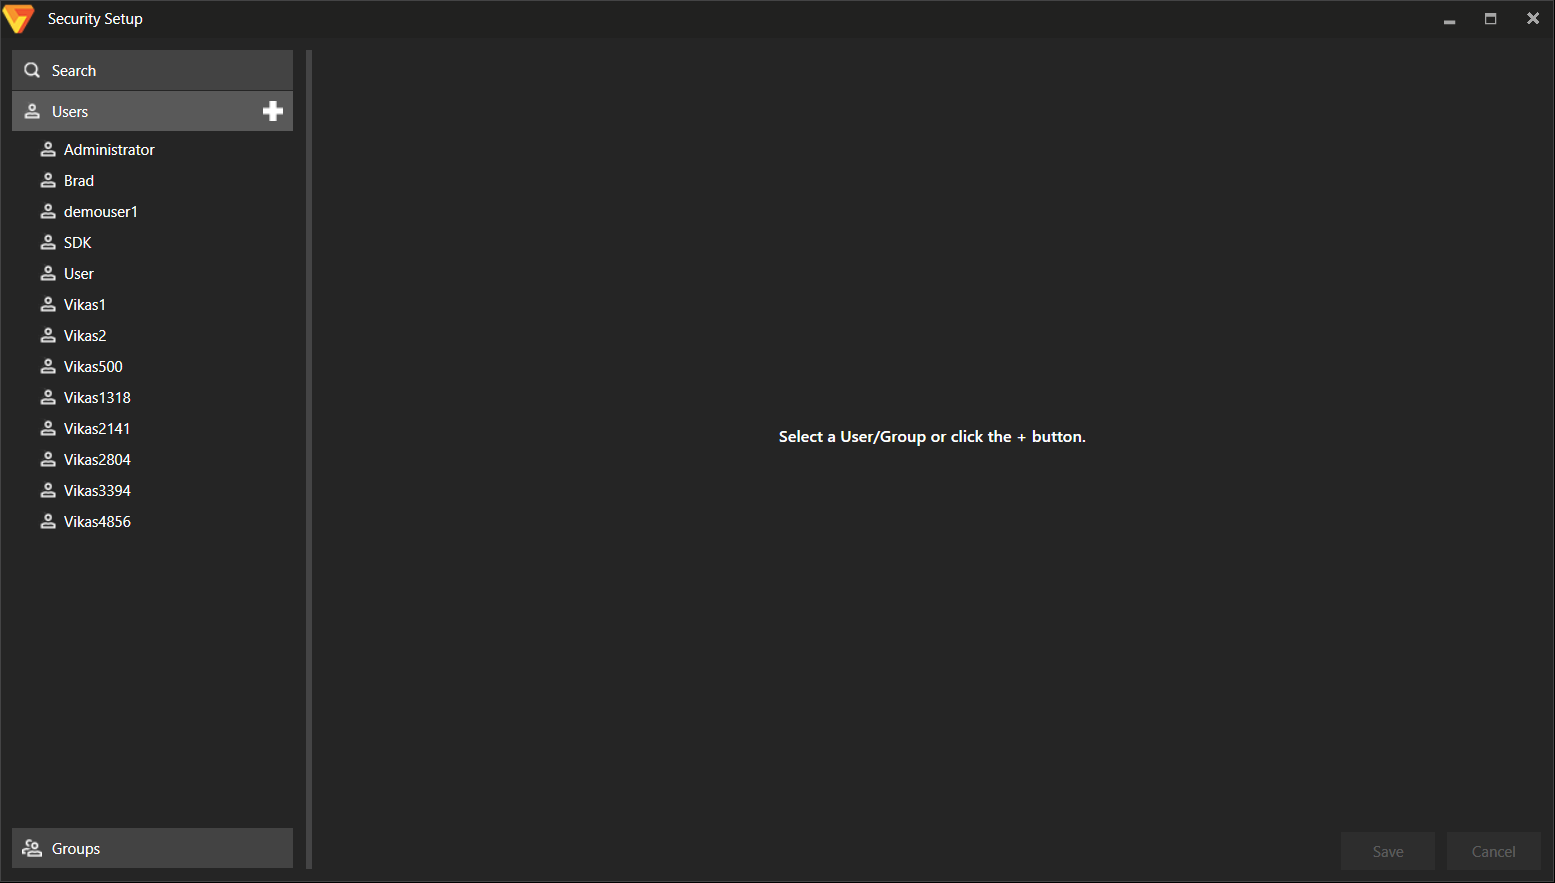 Security Setup
Search
Users
Administrator
Brad
demouser1
SDK
User
Vikas1
Vikas2
Vikas500
Vikas1318
Vikas2141
Vikas2804
Vikas3394
Vikas4856
Select a User/Group or click the + button.
Groups
Save
Cancel